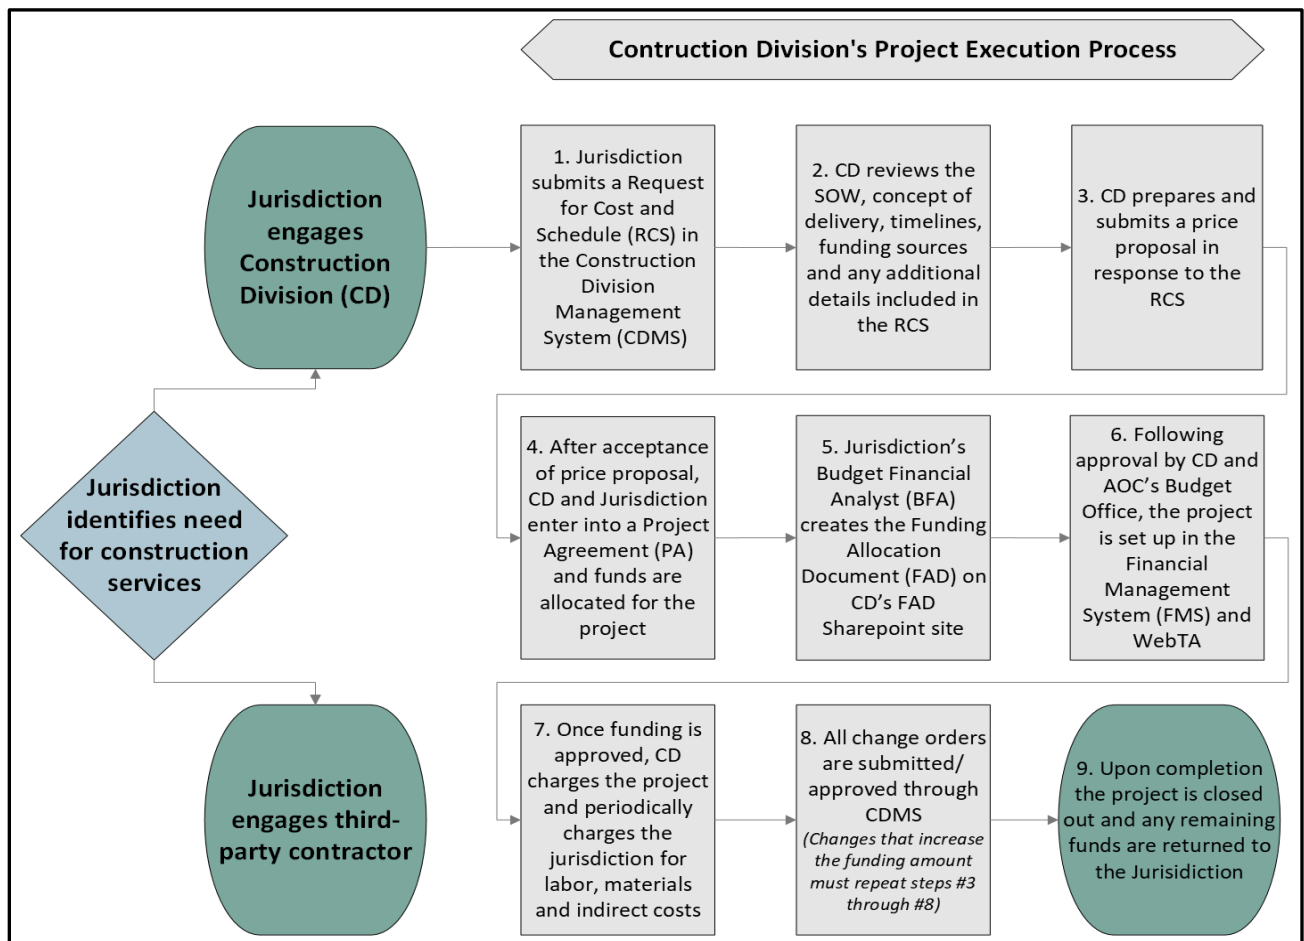 Contruction Division's Project Execution Process
Jurisdiction
engages
Construction
Division (CD)
1. Jurisdiction
submits a Request
for Cost and
Schedule (RCS) in
the Construction
Division
Management
System (CDMS)
2. CD reviews the
SOW, concept of
delivery, timelines,
funding sources
and any additional
details included in
the RCS
3. CD prepares and
submits a price
proposal in
response to the
RCS
Jurisdiction
identifies need
for construction
services
4. After acceptance
of price proposal,
CD and Jurisdiction
enter into a Project
Agreement (PA)
and funds are
allocated for the
project
5. Jurisdiction’s
Budget Financial
Analyst (BFA)
creates the Funding
Allocation
Document (FAD) on
CD’s FAD
Sharepoint site
6. Following
approval by CD and
AOC’s Budget
Office, the project
is set up in the
Financial
Management
System (FMS) and
WebTA
Jurisdiction
engages third-
party contractor
7. Once funding is
approved, CD
charges the project
and periodically
charges the
jurisdiction for
labor, materials
and indirect costs
8. All change orders
are submitted/
approved through
CDMS
(Changes that increase
the funding amount
must repeat steps #3
through #8)
9. Upon completion
the project is closed
out and any remaining
funds are returned to
the Jurisidiction